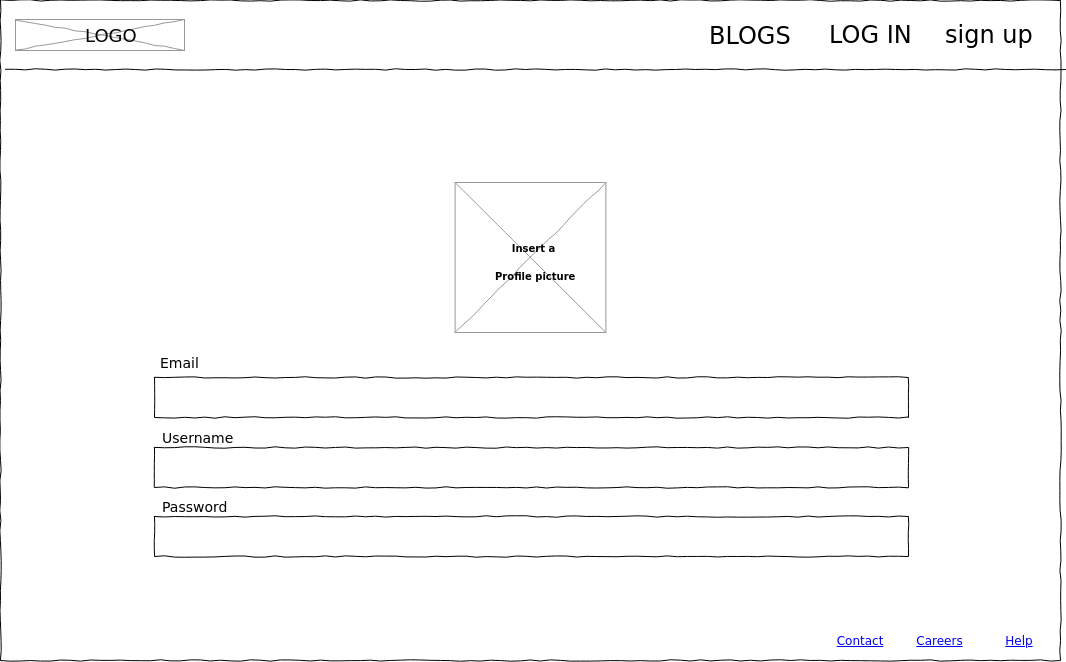 LOGO
BLOGS
LOG IN
sign up
Insert a
Profile picture
Email
Username
Password
Contact
Careers
Help